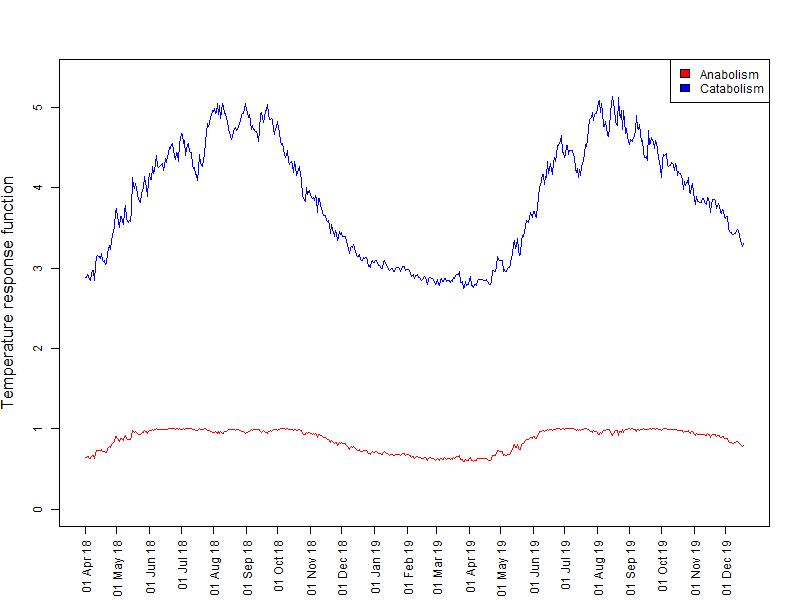 Anabolism
Catabolism
Temperature response function
5
4
3
2
1
0
01 Apr 18
01 May 18
01 Jun 18
01 Jul 18
01 Aug 18
01 Sep 18
01 Oct 18
01 Nov 18
01 Dec 18
01 Jan 19
01 Feb 19
01 Mar 19
01 Apr 19
01 May 19
01 Jun 19
01 Jul 19
01 Aug 19
01 Sep 19
01 Oct 19
01 Nov 19
01 Dec 19